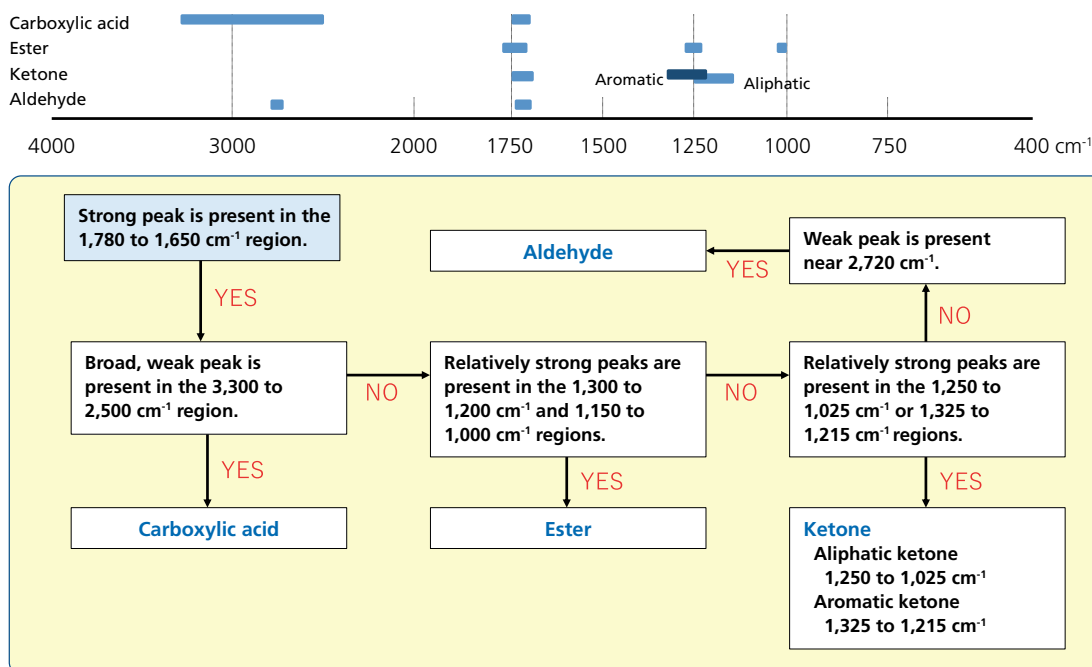 Carboxylic acid
Ester
Ketone
Aldehyde
Aromatic
Aliphatic
4000 3000 2000 1750 1500 1250 1000 750 400 cm⁻¹
Strong peak is present in the
1,780 to 1,650 cm⁻¹ region.
YES
Broad, weak peak is
present in the 3,300 to
2,500 cm⁻¹ region.
YES
Carboxylic acid
NO
Relatively strong peaks are
present in the 1,300 to
1,200 cm⁻¹ and 1,150 to
1,000 cm⁻¹ regions.
YES
Ester
NO
Relatively strong peaks are
present in the 1,250 to
1,025 cm⁻¹ or 1,325 to
1,215 cm⁻¹ regions.
YES
Ketone
Aliphatic ketone
1,250 to 1,025 cm⁻¹
Aromatic ketone
1,325 to 1,215 cm⁻¹
NO
Weak peak is present
near 2,720 cm⁻¹.
YES
Aldehyde